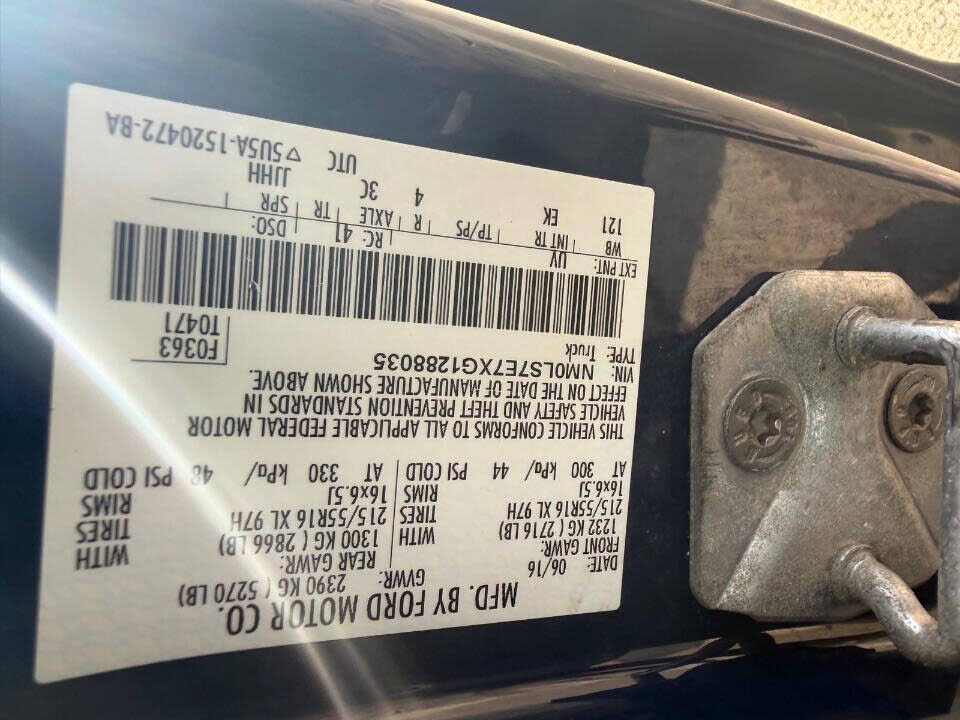 MFD. BY FORD MOTOR CO.
DATE: 06/16 GVWR: 2390 KG ( 5270 LB)
FRONT GAWR: REAR GAWR: WITH
1232 KG (2716 LB) WITH 1300 KG ( 2866 LB) TIRES
215/55R16 XL 97H TIRES 215/55R16 XL 97H RIMS
16x6.5J RIMS 16x6.5J
AT 300 kPa/ 44 PSI COLD AT 330 kPa/ 48 PSI COLD
THIS VEHICLE CONFORMS TO ALL APPLICABLE FEDERAL MOTOR
VEHICLE SAFETY AND THEFT PREVENTION STANDARDS IN
EFFECT ON THE DATE OF MANUFACTURE SHOWN ABOVE.
VIN: NM0LS7E7XG1288035
TYPE: Truck
F0363
T0471
EXT PNT: UV RC: 41 DSO:
WB INT TR TP/PS R AXLE TR SPR
121 EK 4 3C JJHH
UTC ▽5U5A-1520472-BA